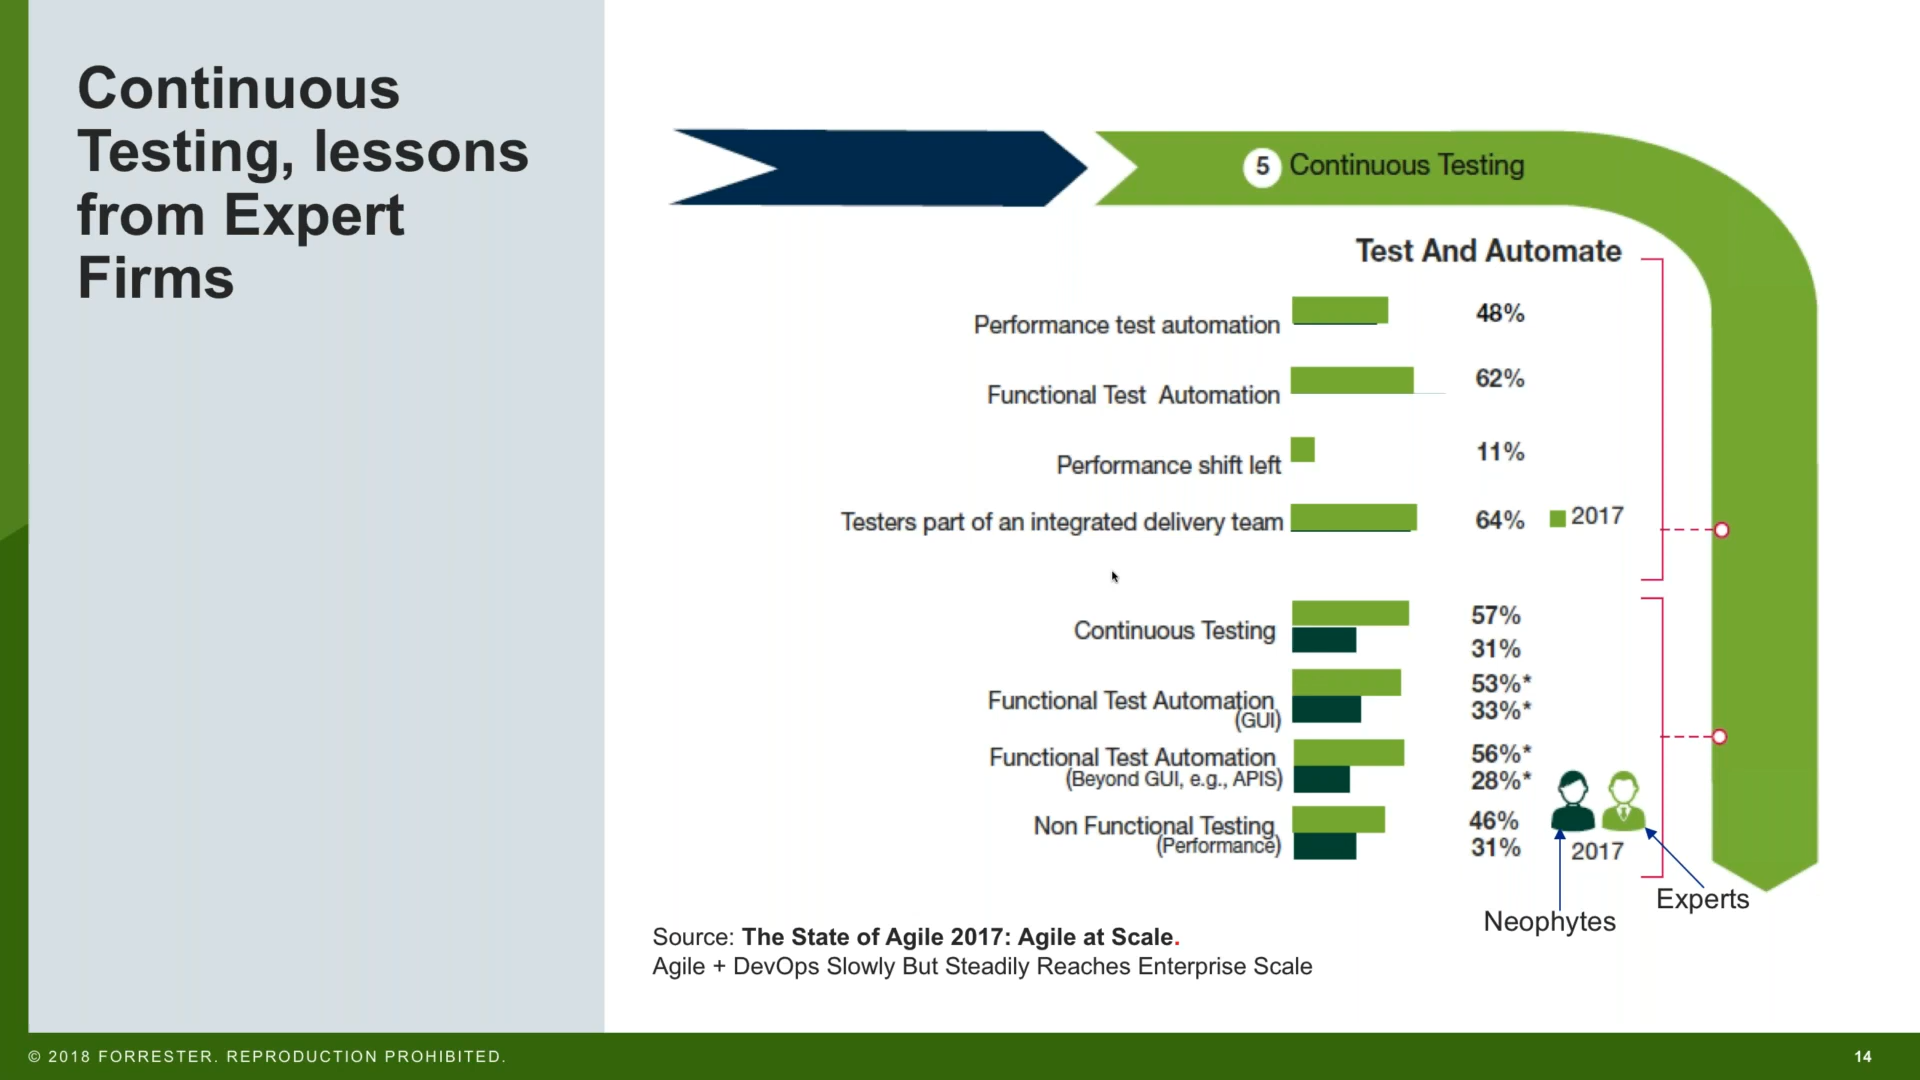 Continuous
Testing, lessons
from Expert
Firms
5 Continuous Testing
Test And Automate
Performance test automation 48%
Functional Test Automation 62%
Performance shift left 11%
Testers part of an integrated delivery team 64% 2017
Continuous Testing 57%
31%
Functional Test Automation 53%*
(GUI) 33%*
Functional Test Automation 56%*
(Beyond GUI, e.g., APIS) 28%*
Non Functional Testing 46%
(Performance) 31% 2017
Experts
Neophytes
Source: The State of Agile 2017: Agile at Scale.
Agile + DevOps Slowly But Steadily Reaches Enterprise Scale
© 2018 FORRESTER. REPRODUCTION PROHIBITED. 14